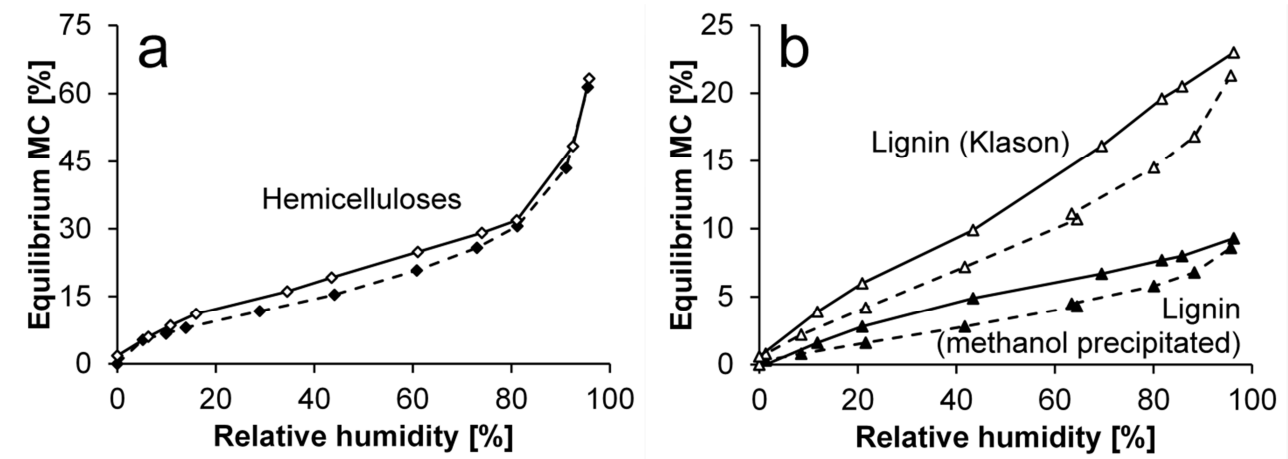 a
75
60
45
30
15
0
Equilibrium MC [%]
Hemicelluloses
0 20 40 60 80 100
Relative humidity [%]
b
25
20
15
10
5
0
Equilibrium MC [%]
Lignin (Klason)
Lignin
(methanol precipitated)
0 20 40 60 80 100
Relative humidity [%]